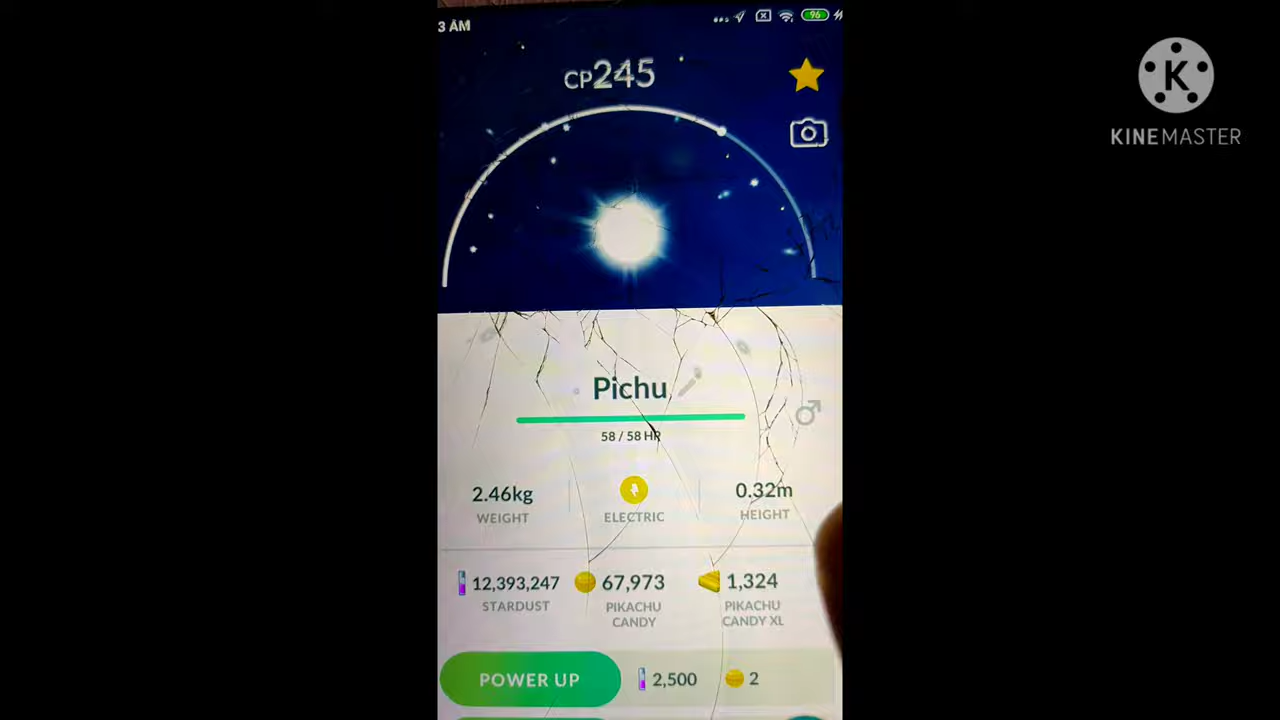 3 AM
96
CP245
K
KINEMASTER
Pichu
58 / 58 HP
2.46kg
WEIGHT
ELECTRIC
0.32m
HEIGHT
12,393,247
STARDUST
67,973
PIKACHU
CANDY
1,324
PIKACHU
CANDY XL
POWER UP
2,500
2